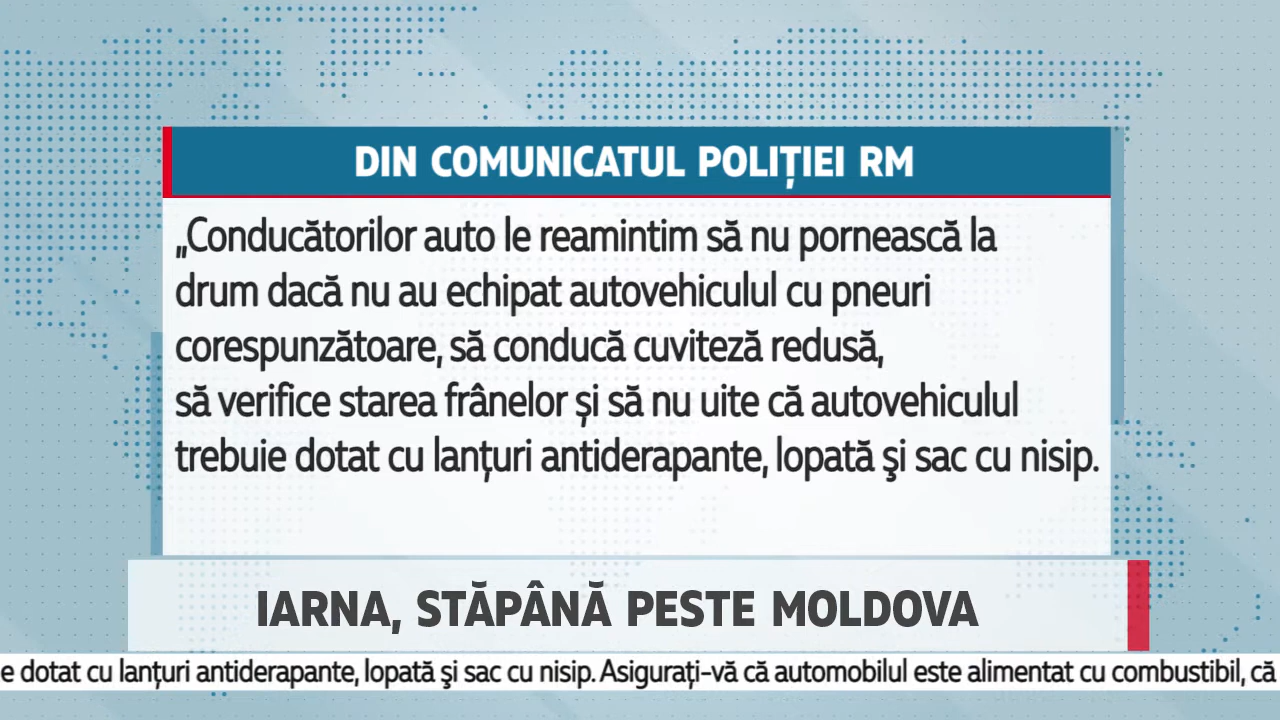 DIN COMUNICATUL POLIȚIEI RM
„Conducătorilor auto le reamintim să nu pornească la
drum dacă nu au echipat autovehiculul cu pneuri
corespunzătoare, să conducă cuviteză redusă,
să verifice starea frânelor și să nu uite că autovehiculul
trebuie dotat cu lanțuri antiderapante, lopată şi sac cu nisip.
IARNA, STĂPÂNĂ PESTE MOLDOVA
e dotat cu lanțuri antiderapante, lopată şi sac cu nisip. Asigurați-vă că automobilul este alimentat cu combustibil, că